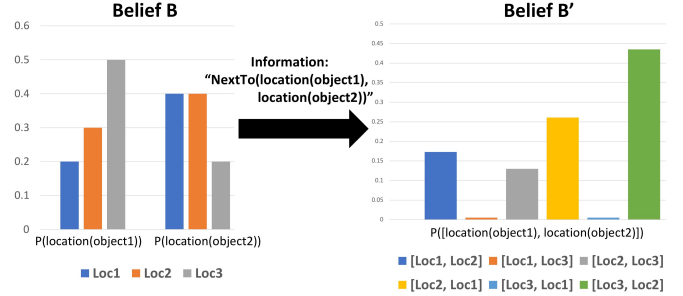 Belief B
0.6
0.5
0.4
0.3
0.2
0.1
0
P(location(object1)) P(location(object2))
Loc1 Loc2 Loc3
Information:
“NextTo(location(object1),
location(object2))”
Belief B’
0.5
0.45
0.4
0.35
0.3
0.25
0.2
0.15
0.1
0.05
0
P([location(object1), location(object2)])
[Loc1, Loc2] [Loc1, Loc3] [Loc2, Loc3]
[Loc2, Loc1] [Loc3, Loc1] [Loc3, Loc2]